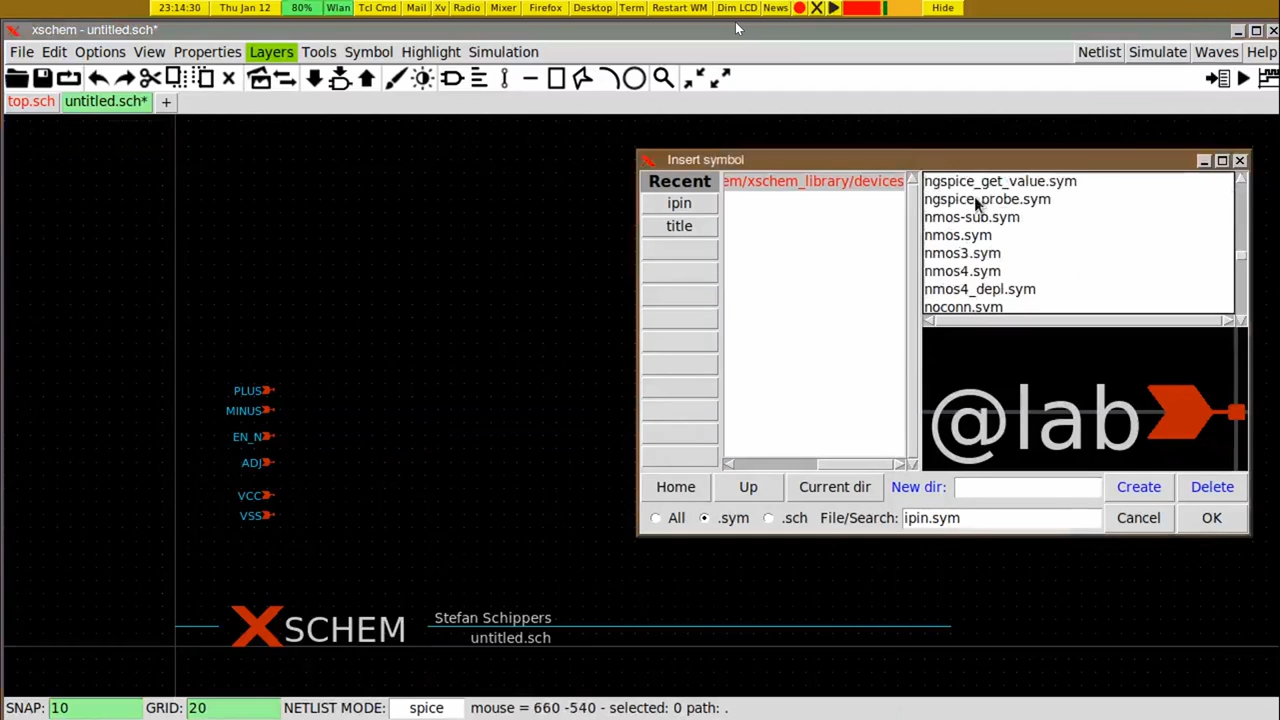 23:14:30 Thu Jan 12 80% Wlan Tcl Cmd Mail Xv Radio Mixer Firefox Desktop Term Restart WM Dim LCD News Hide
xschem - untitled.sch*
File Edit Options View Properties Layers Tools Symbol Highlight Simulation Netlist Simulate Waves Help
top.sch untitled.sch* +
Insert symbol
Recent
ipin
title
em/xschem_library/devices
ngspice_get_value.sym
ngspice_probe.sym
nmos-sub.sym
nmos.sym
nmos3.sym
nmos4.sym
nmos4_depl.sym
noconn.sym
@lab
Home Up Current dir New dir: Create Delete
All .sym .sch File/Search: ipin.sym Cancel OK
PLUS
MINUS
EN_N
ADJ
VCC
VSS
XSCHEM
Stefan Schippers
untitled.sch
SNAP: 10 GRID: 20 NETLIST MODE: spice mouse = 660 -540 - selected: 0 path: .